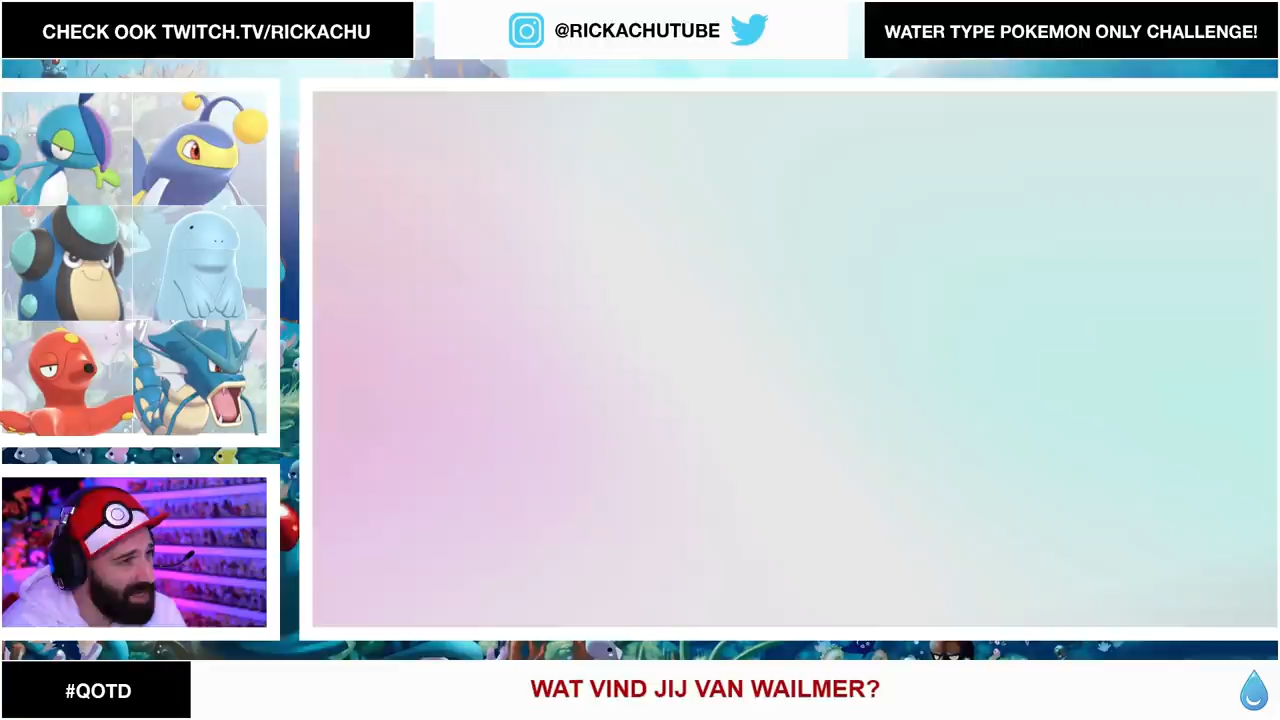 CHECK OOK TWITCH.TV/RICKACHU
@RICKACHUTUBE
WATER TYPE POKEMON ONLY CHALLENGE!
#QOTD
WAT VIND JIJ VAN WAILMER?